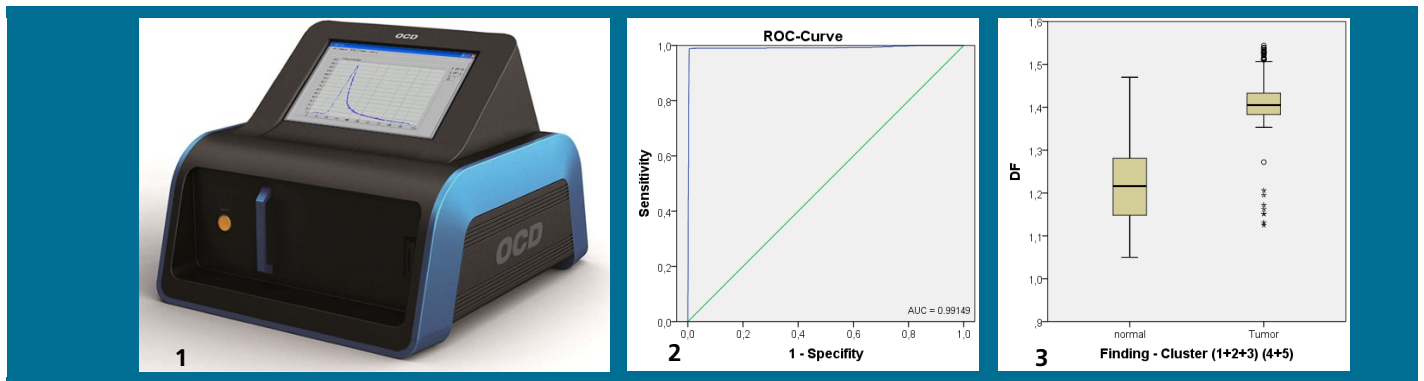 OCD
OCD
1
ROC-Curve
1,0
0,8
0,6
0,4
0,2
0,0
Sensitivity
0,0 0,2 0,4 0,6 0,8 1,0
1 - Specifity
AUC = 0.99149
2
1,6
1,5
1,4
1,3
1,2
1,1
1,0
,9
DF
normal Tumor
Finding - Cluster (1+2+3) (4+5)
3